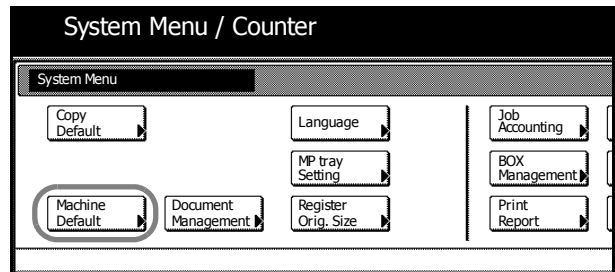 System Menu / Counter
System Menu
Copy
Default
Language
Job
Accounting
MP tray
Setting
BOX
Management
Machine
Default
Document
Management
Register
Orig. Size
Print
Report